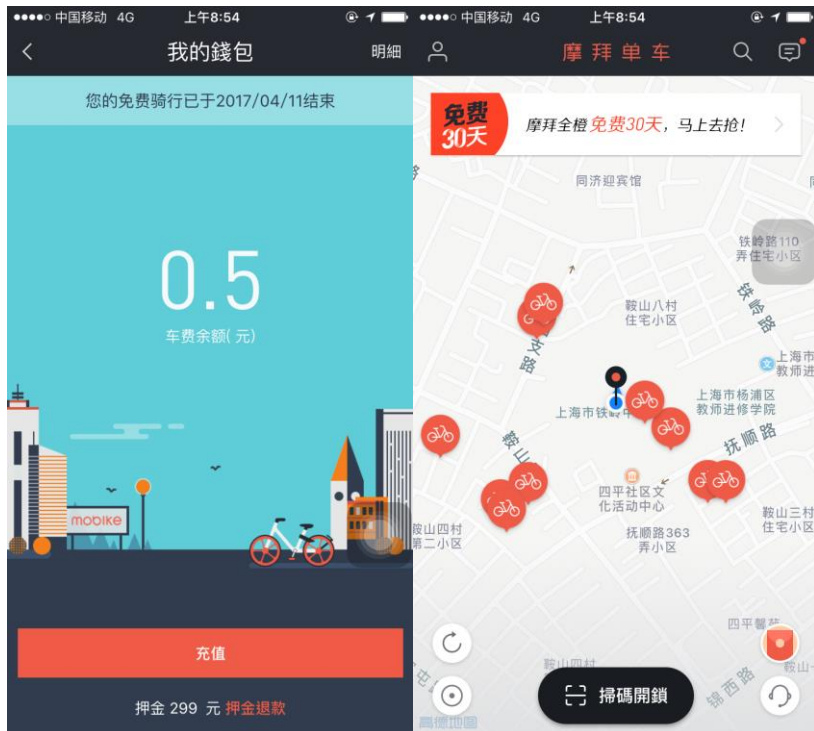 中国移动 4G 上午8:54
我的錢包 明細
您的免费骑行已于2017/04/11结束
0.5
车费余额(元)
mobike
充值
押金 299 元 押金退款
中国移动 4G 上午8:54
摩拜单车
免费
30天
摩拜全橙 免费30天，马上去抢！
同济迎宾馆
铁岭路110
弄住宅小区
鞍山八村
住宅小区
铁岭路
支路
上海市
教师进
上海市杨浦区
教师进修学院
上海市铁岭中
抚顺路
鞍山
四平社区文
化活动中心
鞍山三村
住宅小区
鞍山四村
第二小区
抚顺路363
弄小区
四平馨苑
鞍山四村
鞍山
锦西路
掃碼開鎖
高德地圖